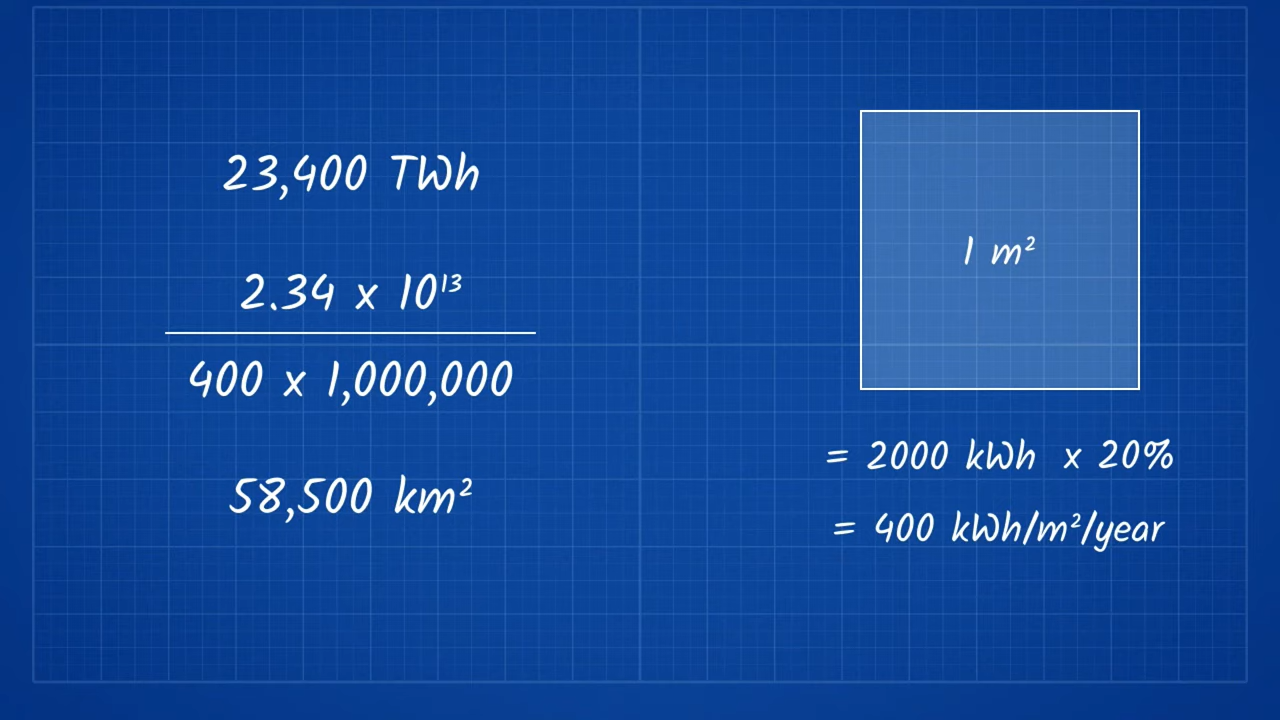 23,400 TWh
2.34 x 10¹³
400 x 1,000,000
58,500 km²
1 m²
= 2000 kWh x 20%
= 400 kWh/m²/year